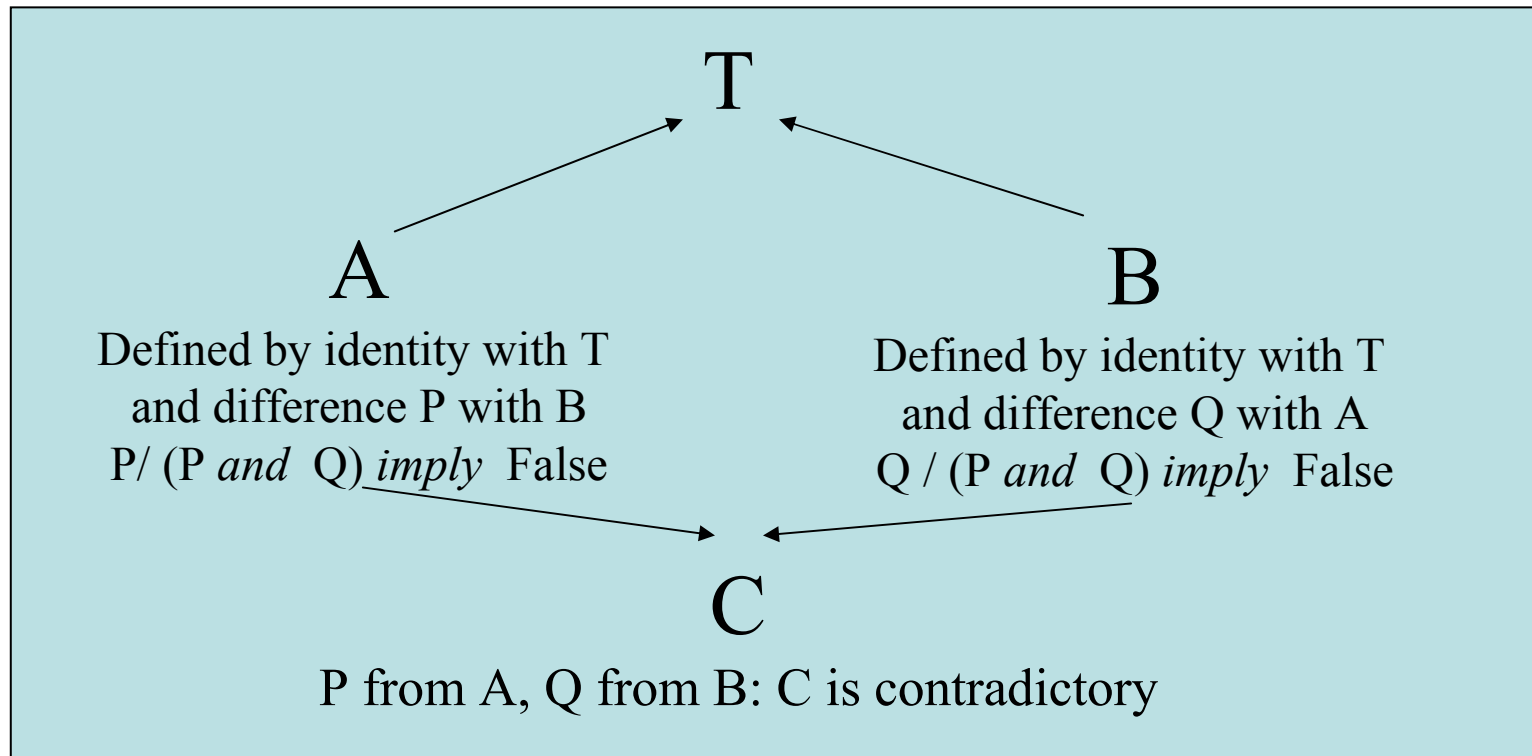 T
A
B
Defined by identity with T
and difference P with B
P/ (P and Q) imply False
Defined by identity with T
and difference Q with A
Q / (P and Q) imply False
C
P from A, Q from B: C is contradictory